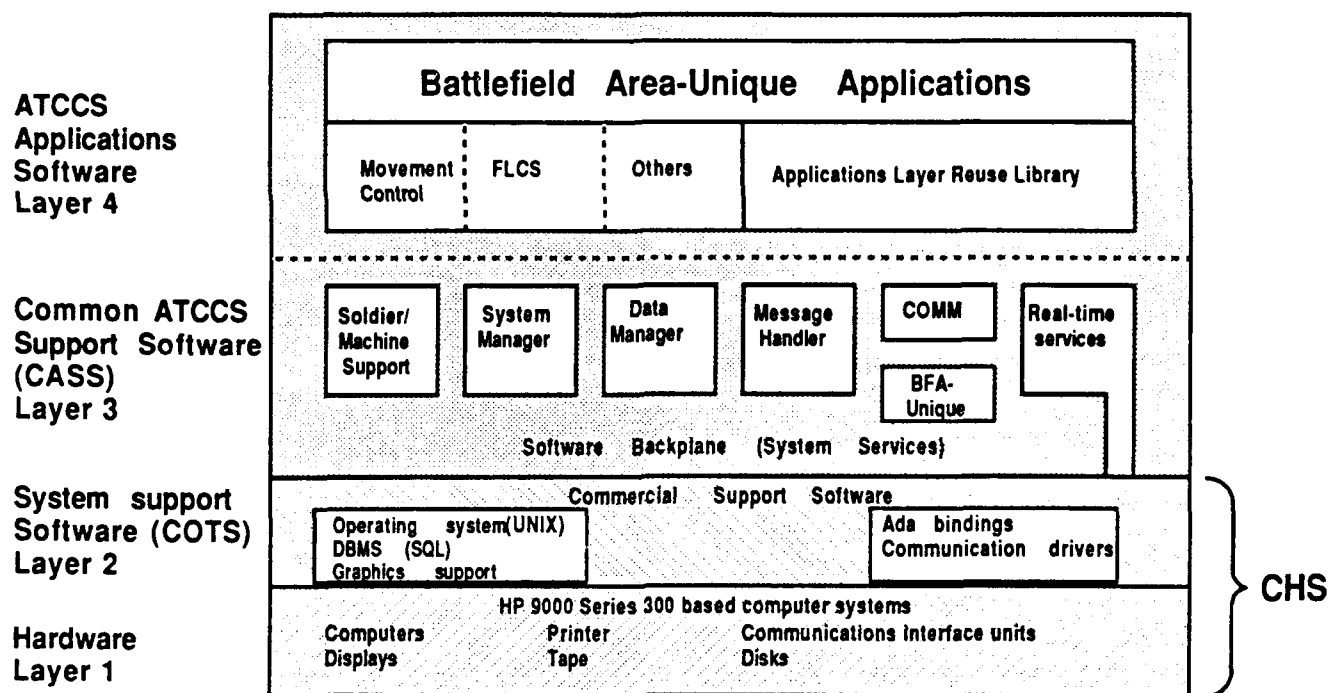 Battlefield Area-Unique Applications
ATCCS
Applications
Software
Layer 4
Movement
Control
FLCS
Others
Applications Layer Reuse Library
Common ATCCS
Support Software
(CASS)
Layer 3
Soldier/
Machine
Support
System
Manager
Data
Manager
Message
Handler
COMM
BFA-
Unique
Real-time
services
Software Backplane (System Services)
System support
Software (COTS)
Layer 2
Commercial Support Software
Operating system(UNIX)
DBMS (SQL)
Graphics support
Ada bindings
Communication drivers
CHS
Hardware
Layer 1
HP 9000 Series 300 based computer systems
Computers Printer Communications interface units
Displays Tape Disks